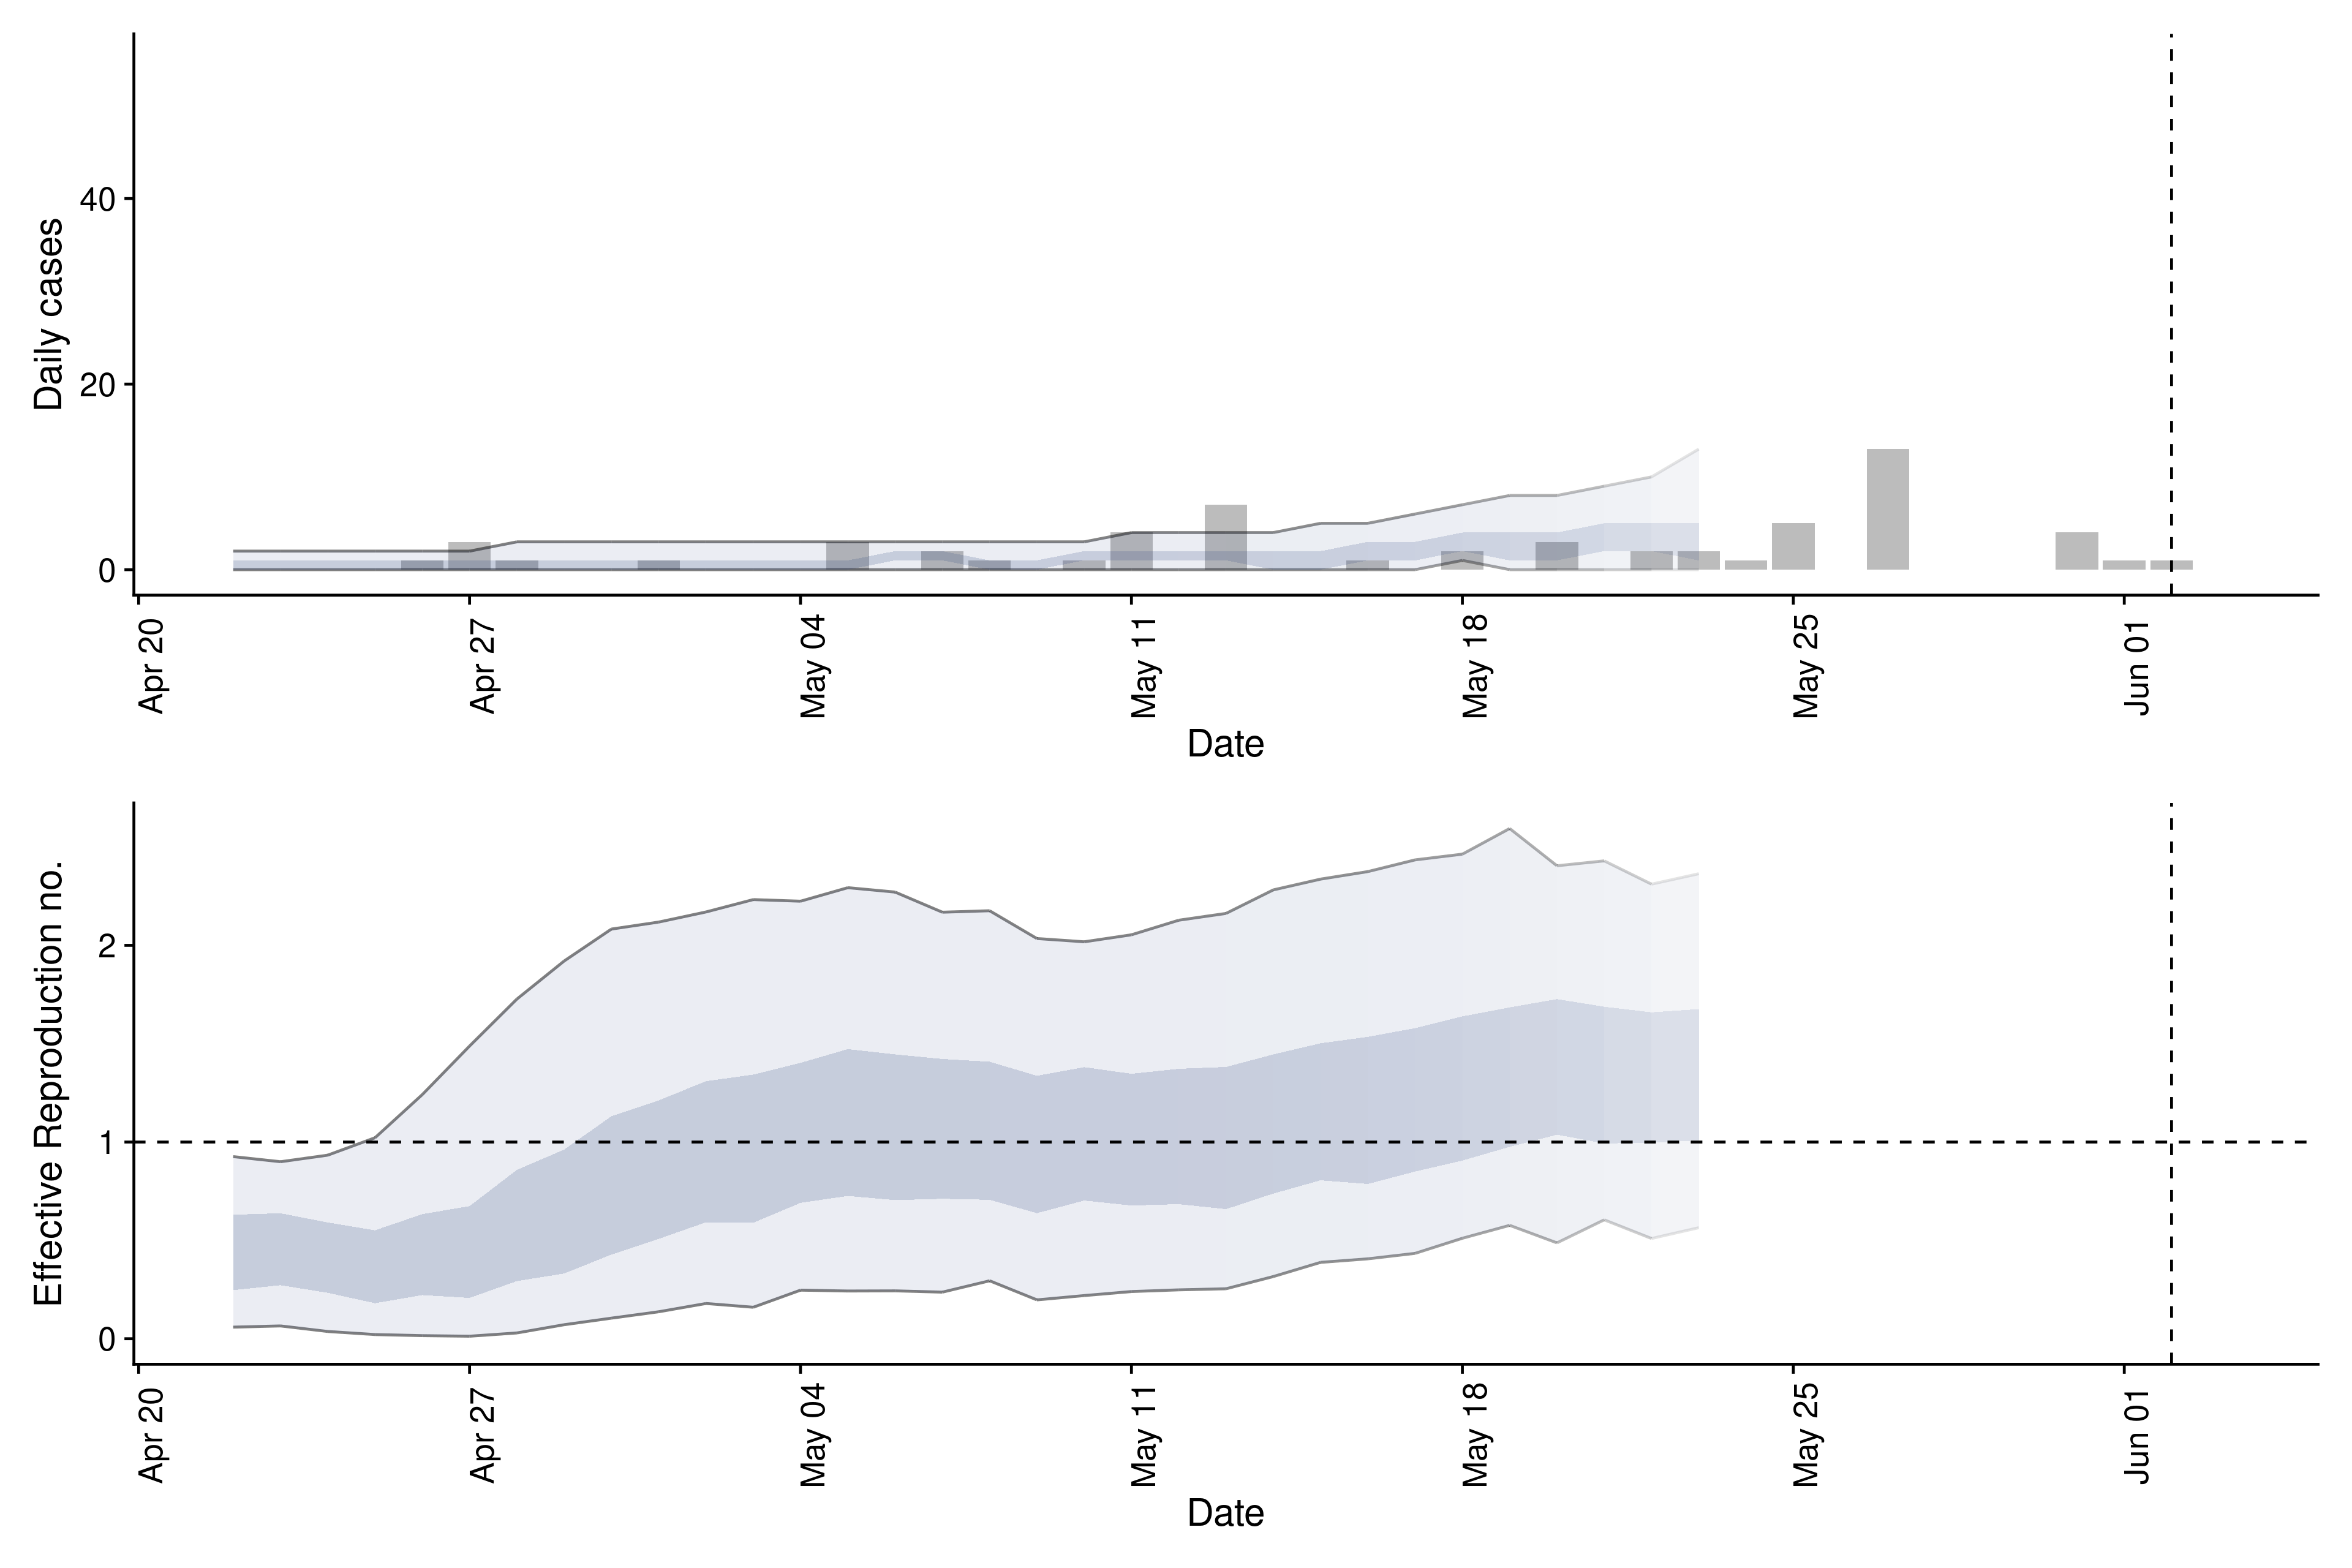 Daily cases
40
20
0
Apr 20
Apr 27
May 04
May 11
May 18
May 25
Jun 01
Date
Effective Reproduction no.
2
1
0
Apr 20
Apr 27
May 04
May 11
May 18
May 25
Jun 01
Date